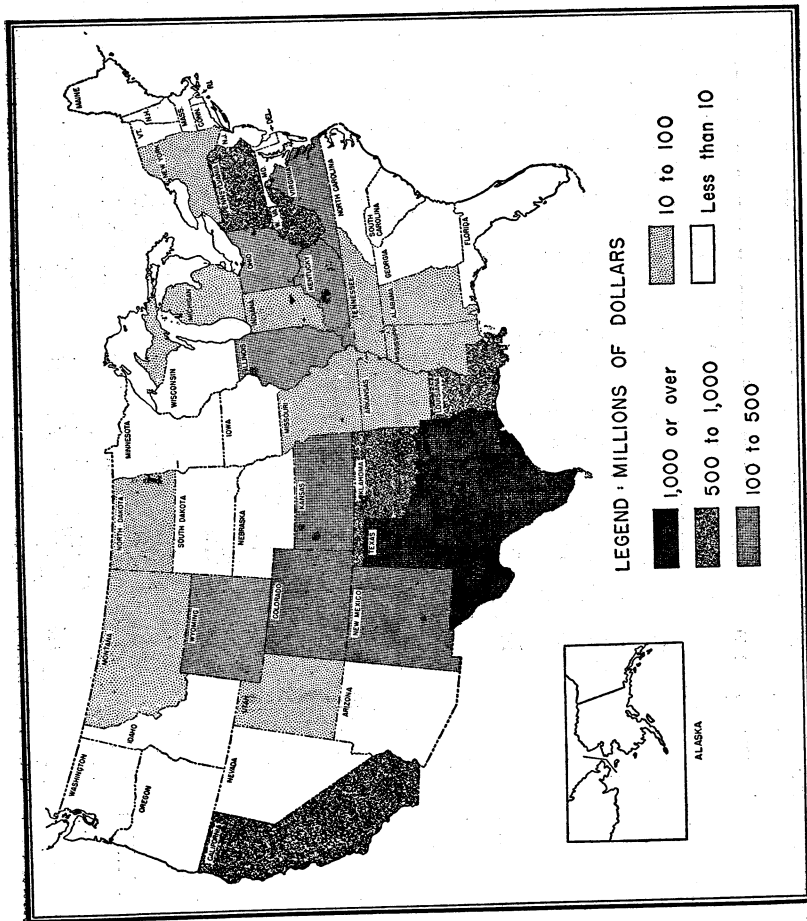 WASHINGTON
OREGON
CALIFORNIA
IDAHO
NEVADA
MONTANA
WYOMING
UTAH
ARIZONA
COLORADO
NEW MEXICO
NORTH DAKOTA
SOUTH DAKOTA
NEBRASKA
KANSAS
OKLAHOMA
TEXAS
MINNESOTA
IOWA
MISSOURI
ARKANSAS
LOUISIANA
WISCONSIN
ILLINOIS
MICHIGAN
INDIANA
OHIO
KENTUCKY
TENNESSEE
ALABAMA
GEORGIA
FLORIDA
SOUTH CAROLINA
NORTH CAROLINA
VIRGINIA
W. VA.
MD
DEL.
PENNSYLVANIA
N.J.
NEW YORK
CONN.
R.I.
MASS.
VT.
N.H.
MAINE
ALASKA
LEGEND: MILLIONS OF DOLLARS
1,000 or over
500 to 1,000
100 to 500
10 to 100
Less than 10